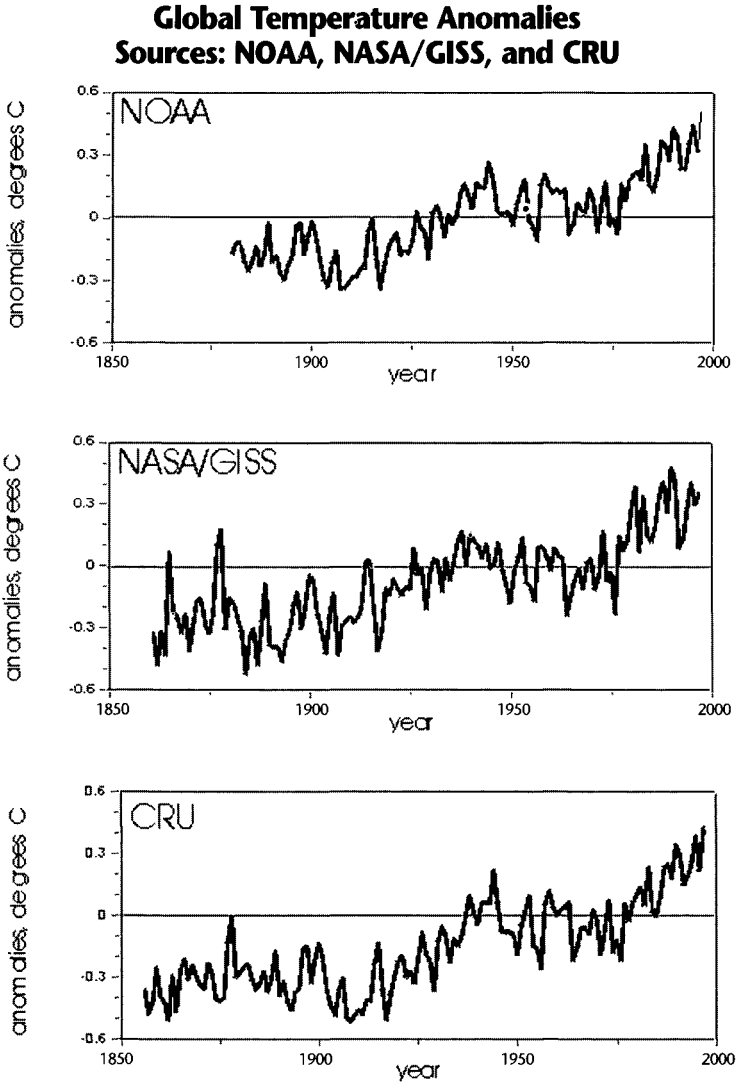 Global Temperature Anomalies
Sources: NOAA, NASA/GISS, and CRU
NOAA
anomalies, degrees C
0.6
0.3
0
-0.3
-0.6
1850 1900 1950 2000
year
NASA/GISS
anomalies, degrees C
0.6
0.3
0
-0.3
-0.6
1850 1900 1950 2000
year
CRU
anomalies, degrees C
0.6
0.3
0
-0.3
-0.6
1850 1900 1950 2000
year